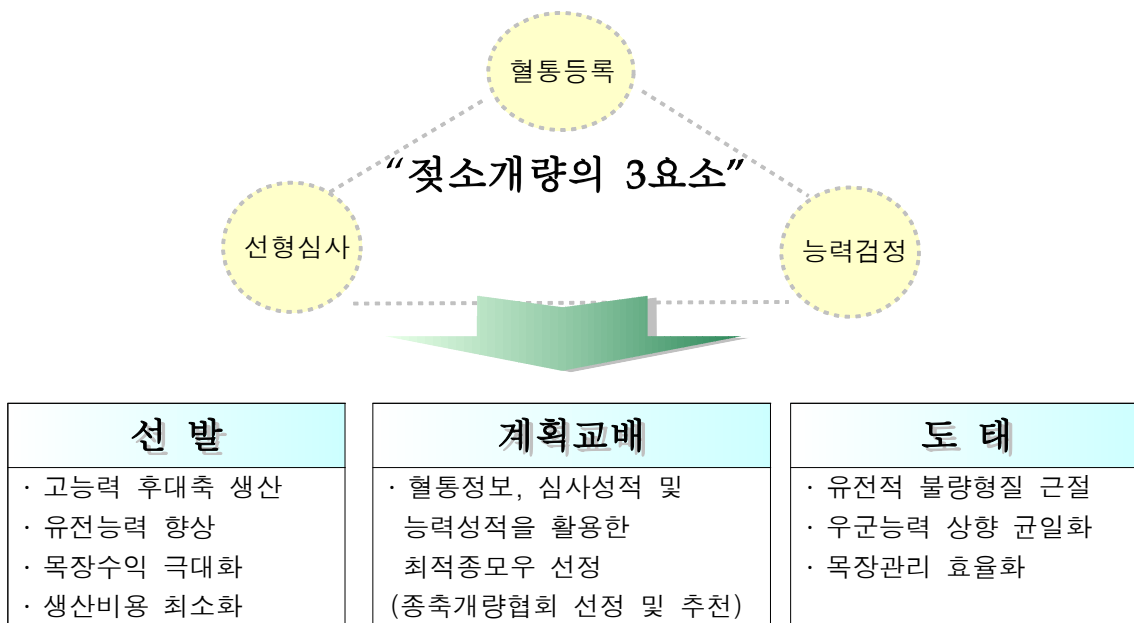 혈통등록
“젖소개량의 3요소”
선형심사
능력검정
선 발
· 고능력 후대축 생산
· 유전능력 향상
· 목장수익 극대화
· 생산비용 최소화
계획교배
· 혈통정보, 심사성적 및
능력성적을 활용한
최적종모우 선정
(종축개량협회 선정 및 추천)
도 태
· 유전적 불량형질 근절
· 우군능력 상향 균일화
· 목장관리 효율화